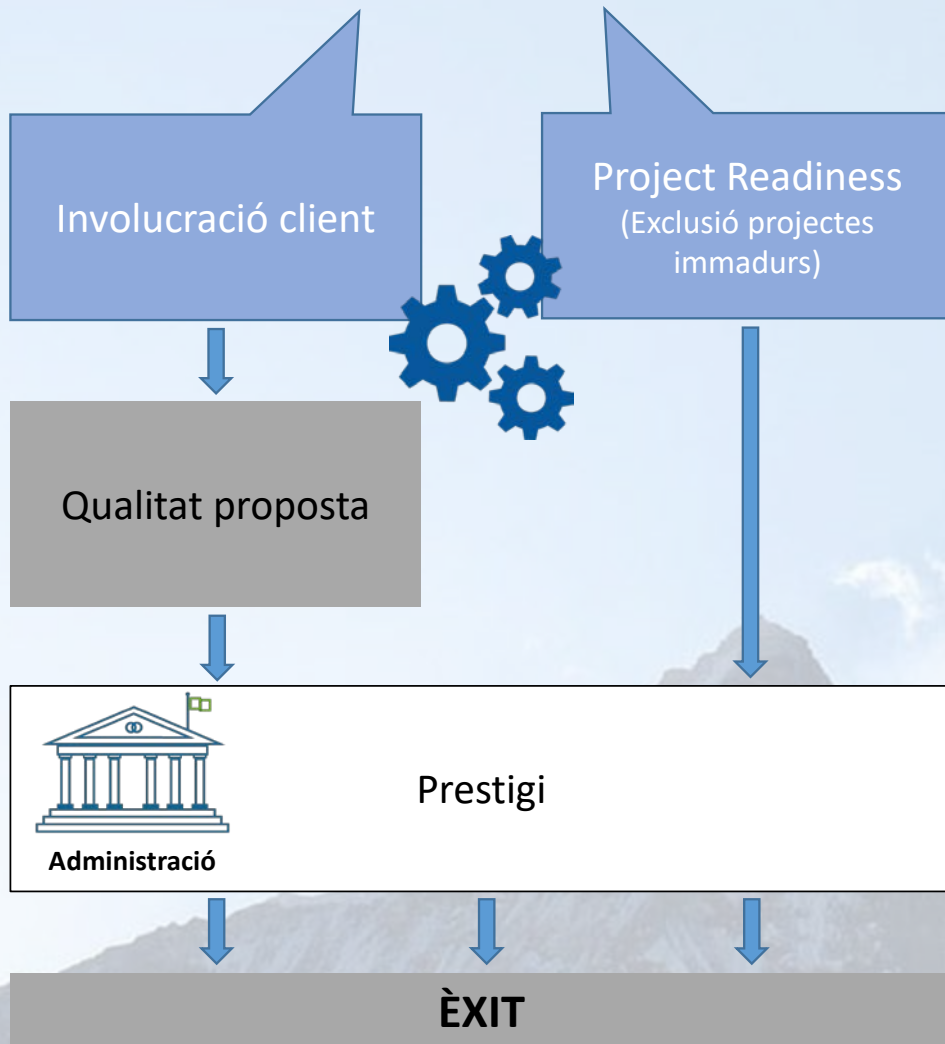 Involucració client
Project Readiness
(Exclusió projectes
immadurs)
Qualitat proposta
Prestigi
Administració
ÈXIT